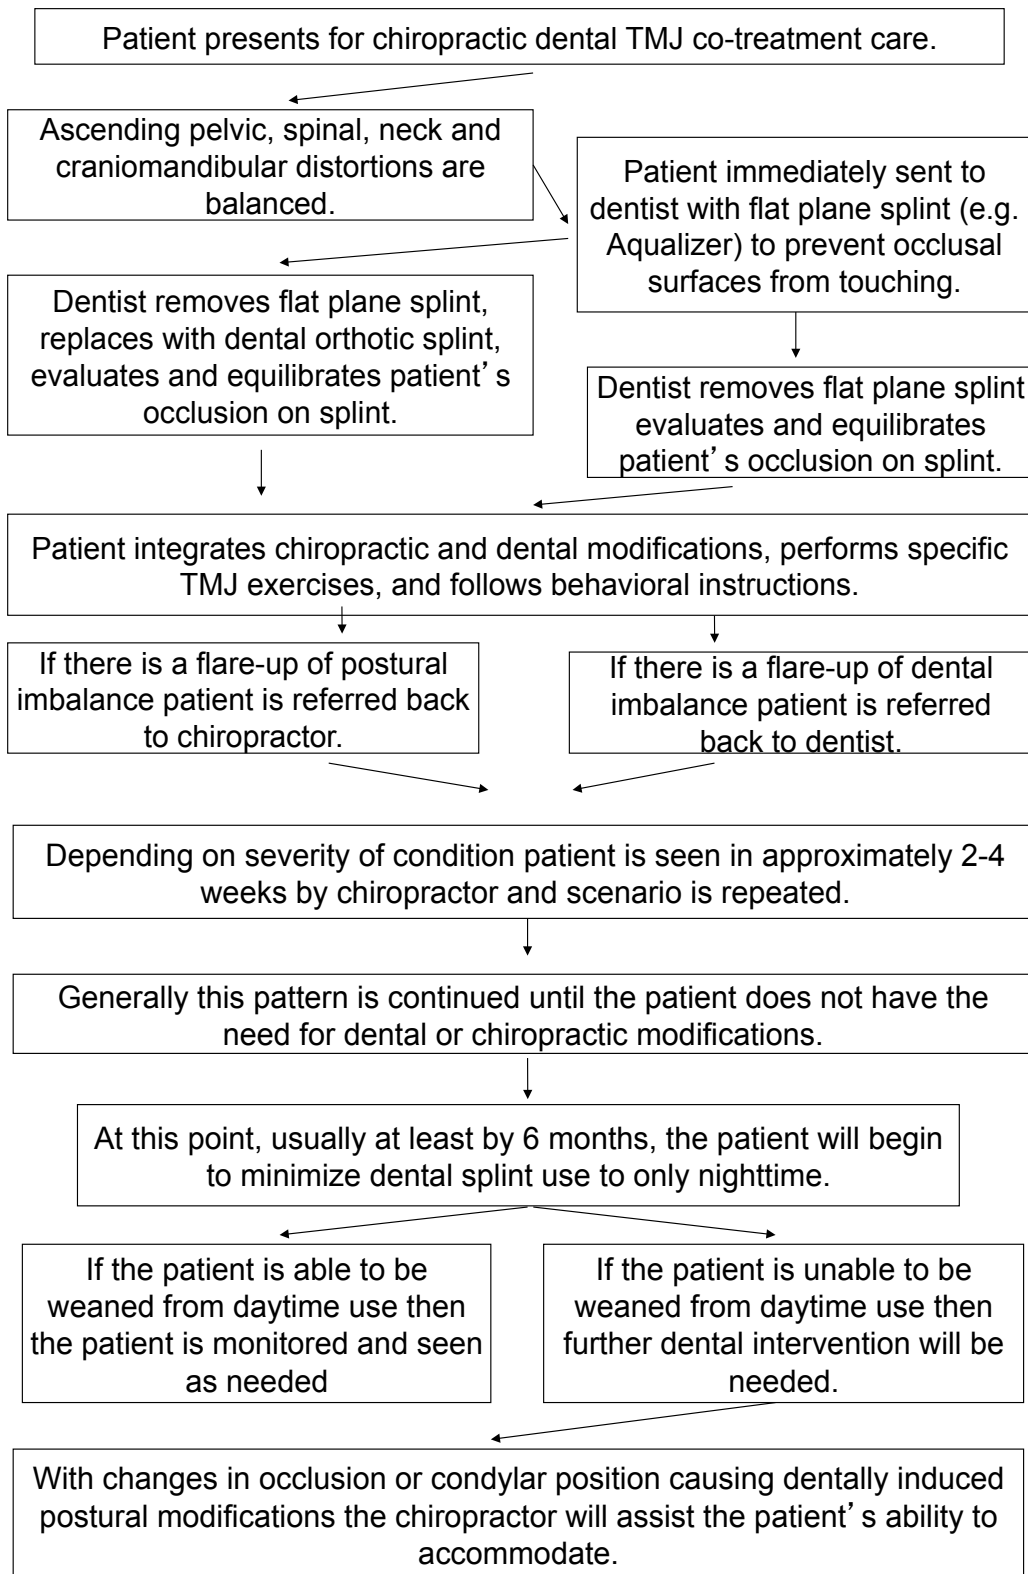 Patient presents for chiropractic dental TMJ co-treatment care.
Ascending pelvic, spinal, neck and
craniomandibular distortions are
balanced.
Patient immediately sent to
dentist with flat plane splint (e.g.
Aqualizer) to prevent occlusal
surfaces from touching.
Dentist removes flat plane splint,
replaces with dental orthotic splint,
evaluates and equilibrates patient’s
occlusion on splint.
Dentist removes flat plane splint
evaluates and equilibrates
patient’s occlusion on splint.
Patient integrates chiropractic and dental modifications, performs specific
TMJ exercises, and follows behavioral instructions.
If there is a flare-up of postural
imbalance patient is referred back
to chiropractor.
If there is a flare-up of dental
imbalance patient is referred
back to dentist.
Depending on severity of condition patient is seen in approximately 2-4
weeks by chiropractor and scenario is repeated.
Generally this pattern is continued until the patient does not have the
need for dental or chiropractic modifications.
At this point, usually at least by 6 months, the patient will begin
to minimize dental splint use to only nighttime.
If the patient is able to be
weaned from daytime use then
the patient is monitored and seen
as needed
If the patient is unable to be
weaned from daytime use then
further dental intervention will be
needed.
With changes in occlusion or condylar position causing dentally induced
postural modifications the chiropractor will assist the patient’s ability to
accommodate.